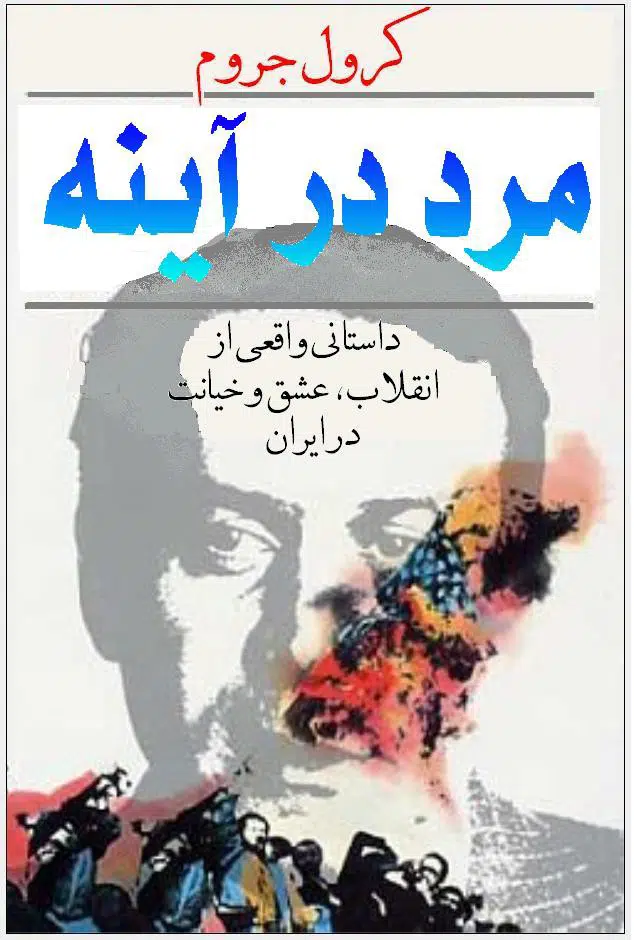 کرول جروم
مرد در آینه
داستانی واقعی از
انقلاب، عشق و خیانت
در ایران